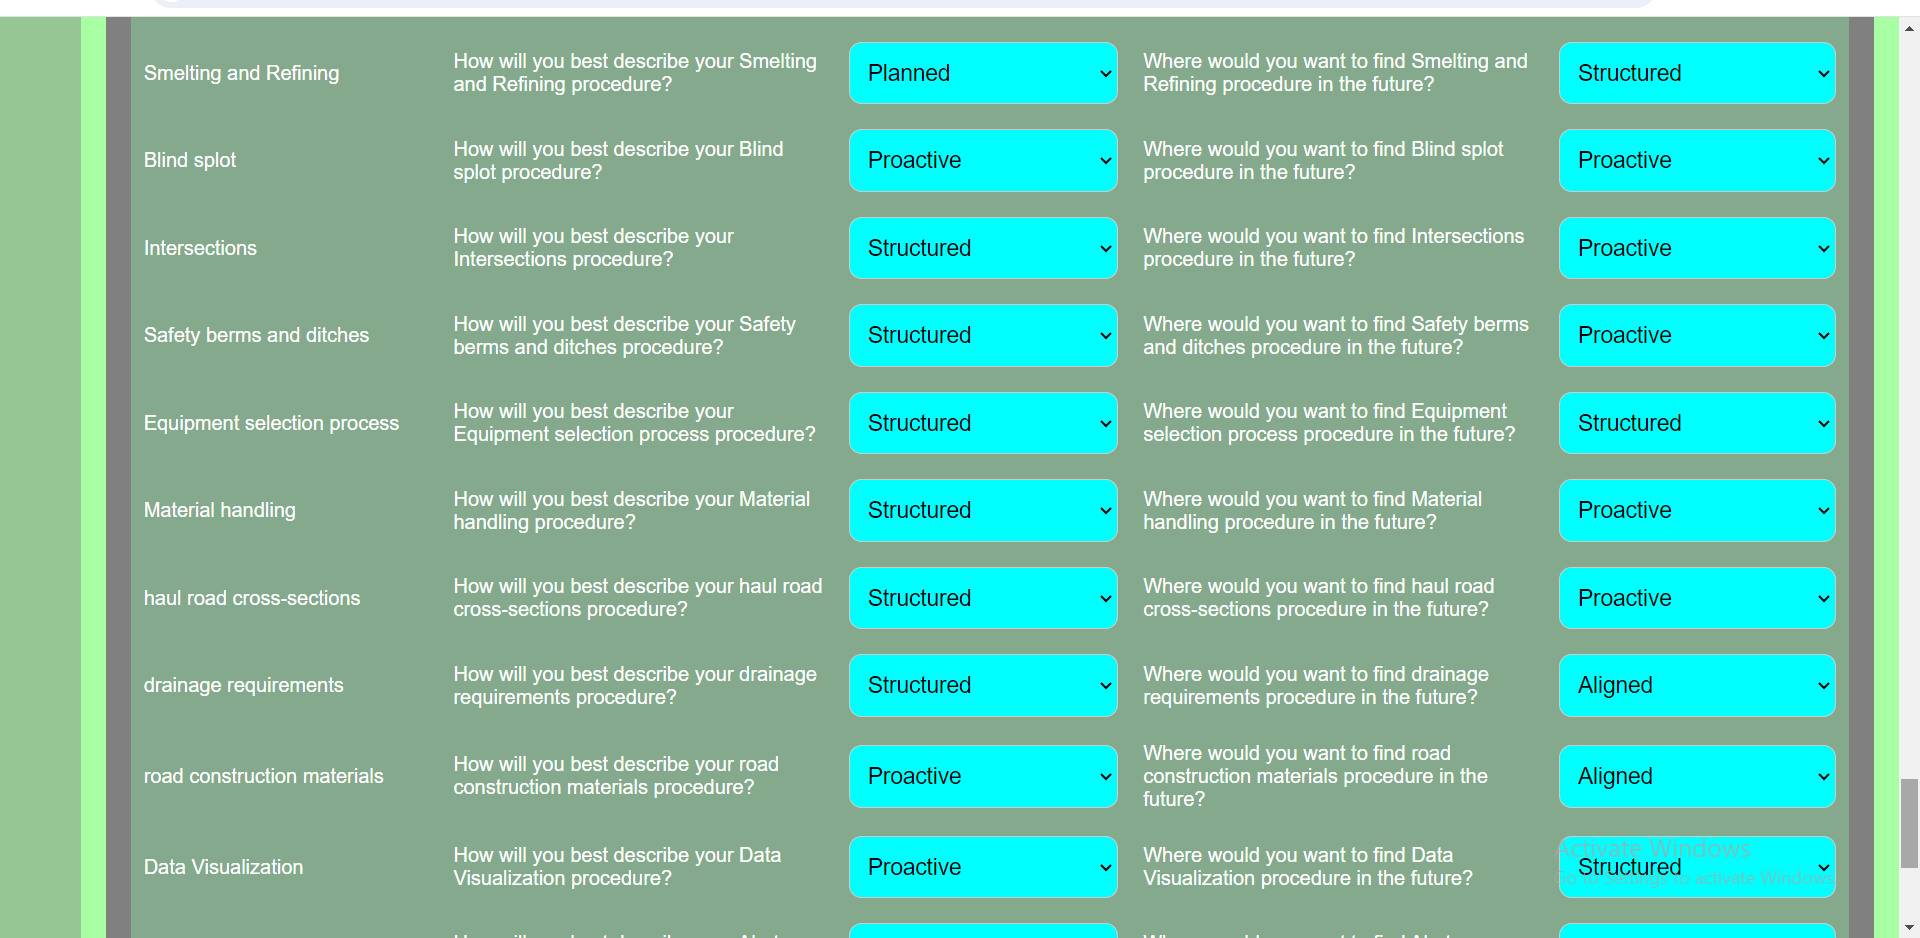 Smelting and Refining
How will you best describe your Smelting
and Refining procedure?
Planned
Where would you want to find Smelting and
Refining procedure in the future?
Structured
Blind splot
How will you best describe your Blind
splot procedure?
Proactive
Where would you want to find Blind splot
procedure in the future?
Proactive
Intersections
How will you best describe your
Intersections procedure?
Structured
Where would you want to find Intersections
procedure in the future?
Proactive
Safety berms and ditches
How will you best describe your Safety
berms and ditches procedure?
Structured
Where would you want to find Safety berms
and ditches procedure in the future?
Proactive
Equipment selection process
How will you best describe your
Equipment selection process procedure?
Structured
Where would you want to find Equipment
selection process procedure in the future?
Structured
Material handling
How will you best describe your Material
handling procedure?
Structured
Where would you want to find Material
handling procedure in the future?
Proactive
haul road cross-sections
How will you best describe your haul road
cross-sections procedure?
Structured
Where would you want to find haul road
cross-sections procedure in the future?
Proactive
drainage requirements
How will you best describe your drainage
requirements procedure?
Structured
Where would you want to find drainage
requirements procedure in the future?
Aligned
road construction materials
How will you best describe your road
construction materials procedure?
Proactive
Where would you want to find road
construction materials procedure in the
future?
Aligned
Data Visualization
How will you best describe your Data
Visualization procedure?
Proactive
Where would you want to find Data
Visualization procedure in the future?
Structured
Activate Windows
Go to Settings to activate Windows.